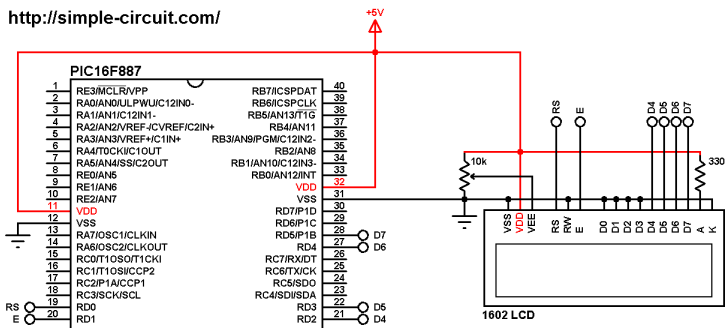 http://simple-circuit.com/
+5V
PIC16F887
1 RE3/MCLR/VPP RB7/ICSPDAT 40
2 RA0/AN0/ULPWU/C12IN0- RB6/ICSPCLK 39
3 RA1/AN1/C12IN1- RB5/AN13/T1G 38
4 RA2/AN2/VREF-/CVREF/C2IN+ RB4/AN11 37
5 RA3/AN3/VREF+/C1IN+ RB3/AN9/PGM/C12IN2- 36
6 RA4/T0CKI/C1OUT RB2/AN8 35
7 RA5/AN4/SS/C2OUT RB1/AN10/C12IN3- 34
8 RE0/AN5 RB0/AN12/INT 33
9 RE1/AN6 VDD 32
10 RE2/AN7 VSS 31
11 VDD RD7/P1D 30
12 VSS RD6/P1C 29
13 RA7/OSC1/CLKIN RD5/P1B 28 D7
14 RA6/OSC2/CLKOUT RD4 27 D6
15 RC0/T1OSO/T1CKI RC7/RX/DT 26
16 RC1/T1OSI/CCP2 RC6/TX/CK 25
17 RC2/P1A/CCP1 RC5/SDO 24
18 RC3/SCK/SCL RC4/SDI/SDA 23
RS 19 RD0 RD3 22 D5
E 20 RD1 RD2 21 D4
RS E D4 D5 D6 D7
10k 330
VSS VDD VEE RS RW E D0 D1 D2 D3 D4 D5 D6 D7 A K
1602 LCD